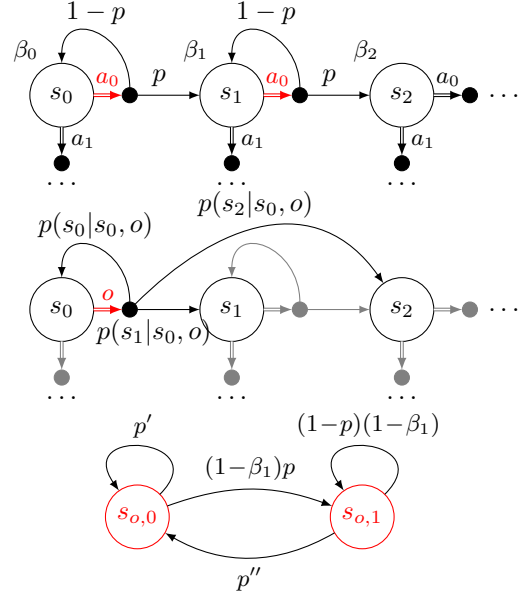 1 − p 1 − p
β₀ β₁ β₂
s₀ a₀ p s₁ a₀ p s₂ a₀ ···
a₁ a₁ a₁
··· ··· ···
p(s₂|s₀, o)
p(s₀|s₀, o)
s₀ o s₁ s₂ ···
p(s₁|s₀, o)
··· ··· ···
p′ (1−p)(1−β₁)
(1−β₁)p
sₒ,₀ sₒ,₁
p′′